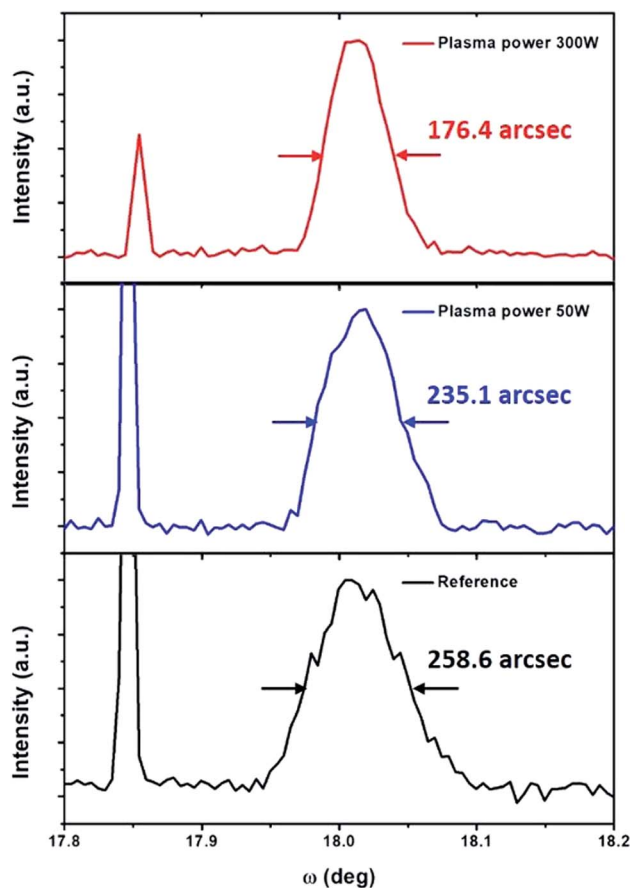 Intensity (a.u.)
Plasma power 300W
176.4 arcsec
Intensity (a.u.)
Plasma power 50W
235.1 arcsec
Intensity (a.u.)
Reference
258.6 arcsec
17.8 17.9 18.0 18.1 18.2
ω (deg)